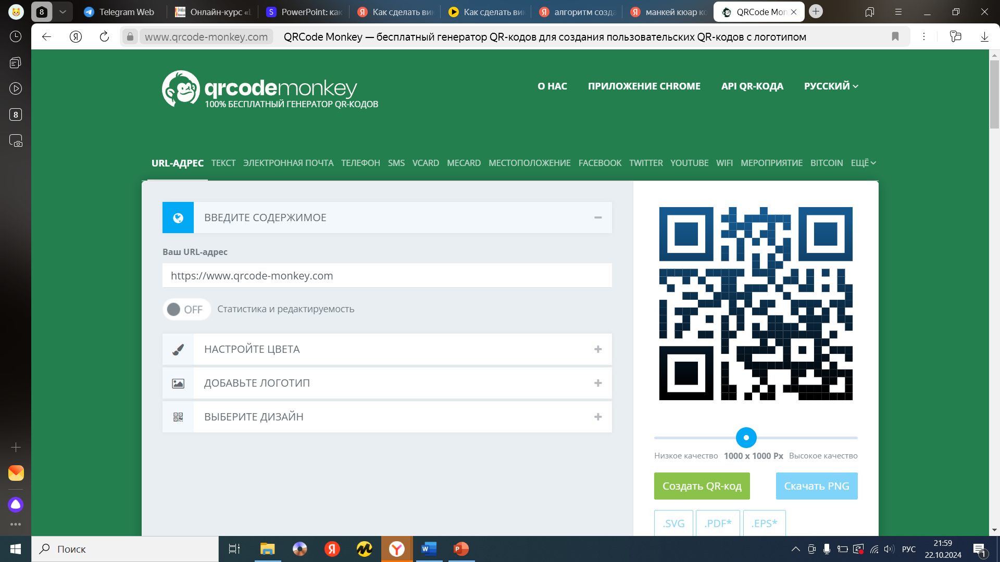 8
Telegram Web
Онлайн-курс «
PowerPoint: как
Как сделать ви
Как сделать ви
алгоритм созда
манкей кюар ко
QRCode Mon
www.qrcode-monkey.com
QRCode Monkey — бесплатный генератор QR-кодов для создания пользовательских QR-кодов с логотипом
8
qrcodemonkey
100% БЕСПЛАТНЫЙ ГЕНЕРАТОР QR-КОДОВ
О НАС
ПРИЛОЖЕНИЕ CHROME
API QR-КОДА
РУССКИЙ
URL-АДРЕС ТЕКСТ ЭЛЕКТРОННАЯ ПОЧТА ТЕЛЕФОН SMS VCARD MECARD МЕСТОПОЛОЖЕНИЕ FACEBOOK TWITTER YOUTUBE WIFI МЕРОПРИЯТИЕ BITCOIN ЕЩЁ
ВВЕДИТЕ СОДЕРЖИМОЕ
Ваш URL-адрес
https://www.qrcode-monkey.com
OFF Статистика и редактируемость
НАСТРОЙТЕ ЦВЕТА
ДОБАВЬТЕ ЛОГОТИП
ВЫБЕРИТЕ ДИЗАЙН
Низкое качество 1000 x 1000 Px Высокое качество
Создать QR-код
Скачать PNG
.SVG
.PDF*
.EPS*
Поиск
РУС
21:59
22.10.2024
1